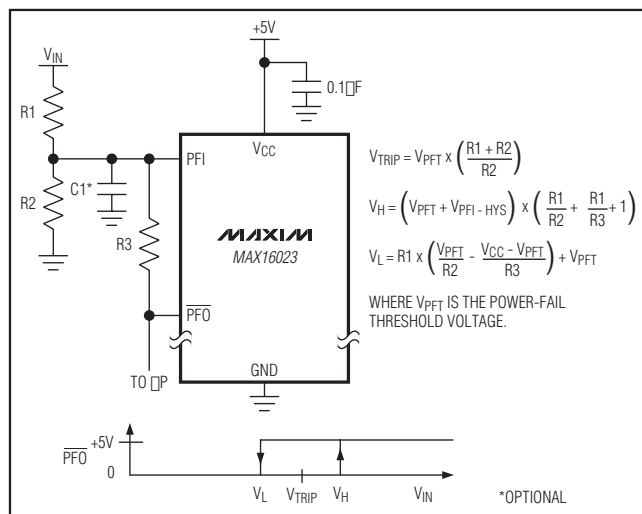 +5V
V_IN
0.1▯F
R1
V_CC
PFI
C1*
R2
R3
MAXIM
MAX16023
P̅F̅O̅
GND
TO ▯P
V_TRIP = V_PFT x ((R1 + R2)/R2)
V_H = (V_PFT + V_PFI - HYS) x (R1/R2 + R1/R3 + 1)
V_L = R1 x (V_PFT/R2 - (V_CC - V_PFT)/R3) + V_PFT
WHERE V_PFT IS THE POWER-FAIL
THRESHOLD VOLTAGE.
+5V
P̅F̅O̅
0
V_L V_TRIP V_H V_IN
*OPTIONAL